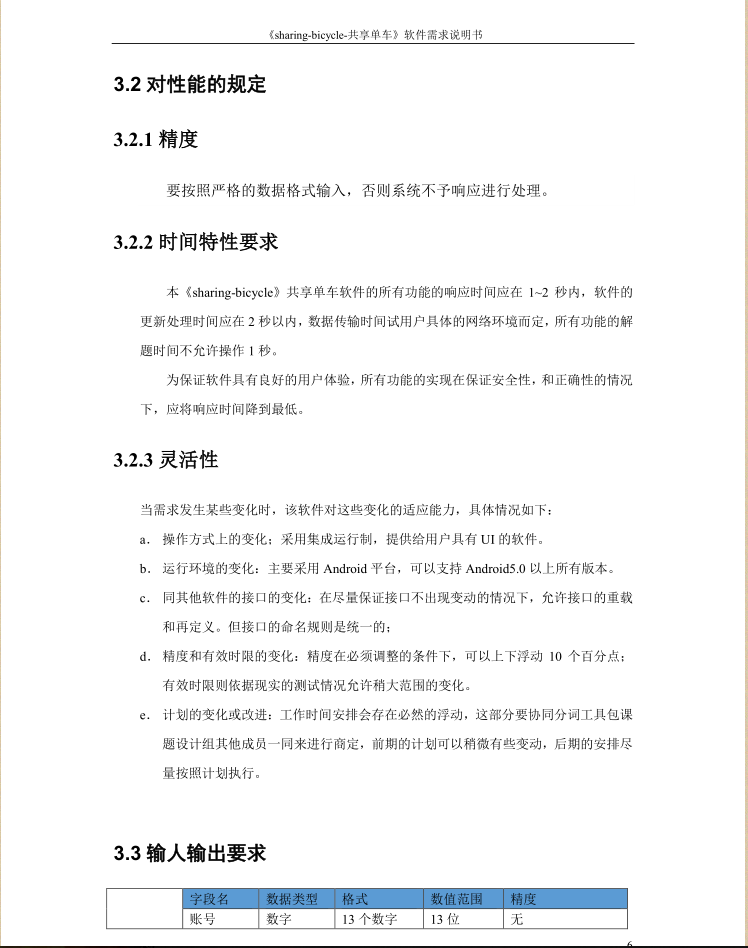 《sharing-bicycle-共享单车》软件需求说明书
3.2 对性能的规定
3.2.1 精度
要按照严格的数据格式输入，否则系统不予响应进行处理。
3.2.2 时间特性要求
本《sharing-bicycle》共享单车软件的所有功能的响应时间应在 1~2 秒内，软件的
更新处理时间应在 2 秒以内，数据传输时间试用户具体的网络环境而定，所有功能的解
题时间不允许操作 1 秒。
为保证软件具有良好的用户体验，所有功能的实现在保证安全性，和正确性的情况
下，应将响应时间降到最低。
3.2.3 灵活性
当需求发生某些变化时，该软件对这些变化的适应能力，具体情况如下：
a. 操作方式上的变化；采用集成运行制，提供给用户具有 UI 的软件。
b. 运行环境的变化：主要采用 Android 平台，可以支持 Android5.0 以上所有版本。
c. 同其他软件的接口的变化：在尽量保证接口不出现变动的情况下，允许接口的重载
和再定义。但接口的命名规则是统一的；
d. 精度和有效时限的变化：精度在必须调整的条件下，可以上下浮动 10 个百分点；
有效时限则依据现实的测试情况允许稍大范围的变化。
e. 计划的变化或改进：工作时间安排会存在必然的浮动，这部分要协同分词工具包课
题设计组其他成员一同来进行商定，前期的计划可以稍微有些变动，后期的安排尽
量按照计划执行。
3.3 输人输出要求
字段名 数据类型 格式 数值范围 精度
账号 数字 13 个数字 13 位 无
6